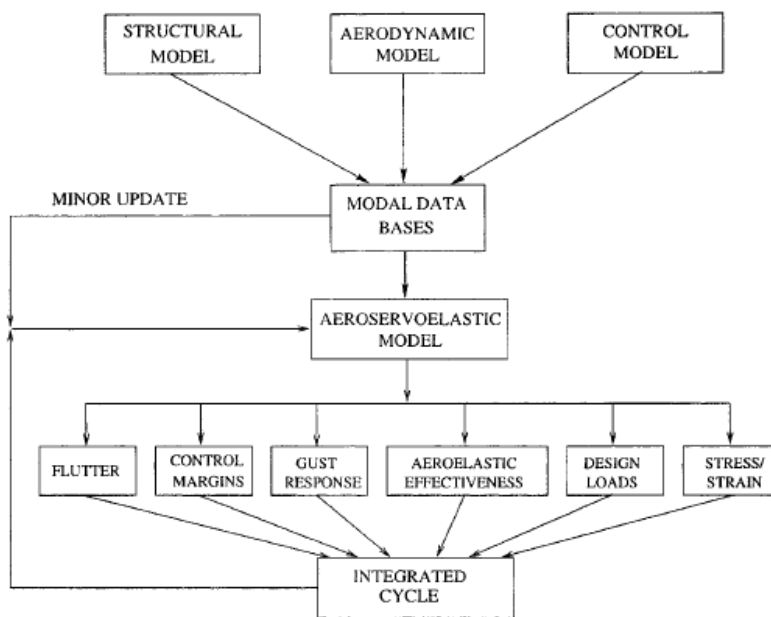 STRUCTURAL
MODEL
AERODYNAMIC
MODEL
CONTROL
MODEL
MINOR UPDATE
MODAL DATA
BASES
AEROSERVOELASTIC
MODEL
FLUTTER
CONTROL
MARGINS
GUST
RESPONSE
AEROELASTIC
EFFECTIVENESS
DESIGN
LOADS
STRESS/
STRAIN
INTEGRATED
CYCLE